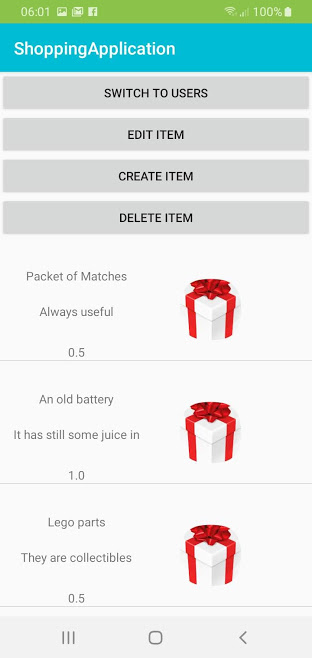 06:01 100%
ShoppingApplication
SWITCH TO USERS
EDIT ITEM
CREATE ITEM
DELETE ITEM
Packet of Matches
Always useful
0.5
An old battery
It has still some juice in
1.0
Lego parts
They are collectibles
0.5